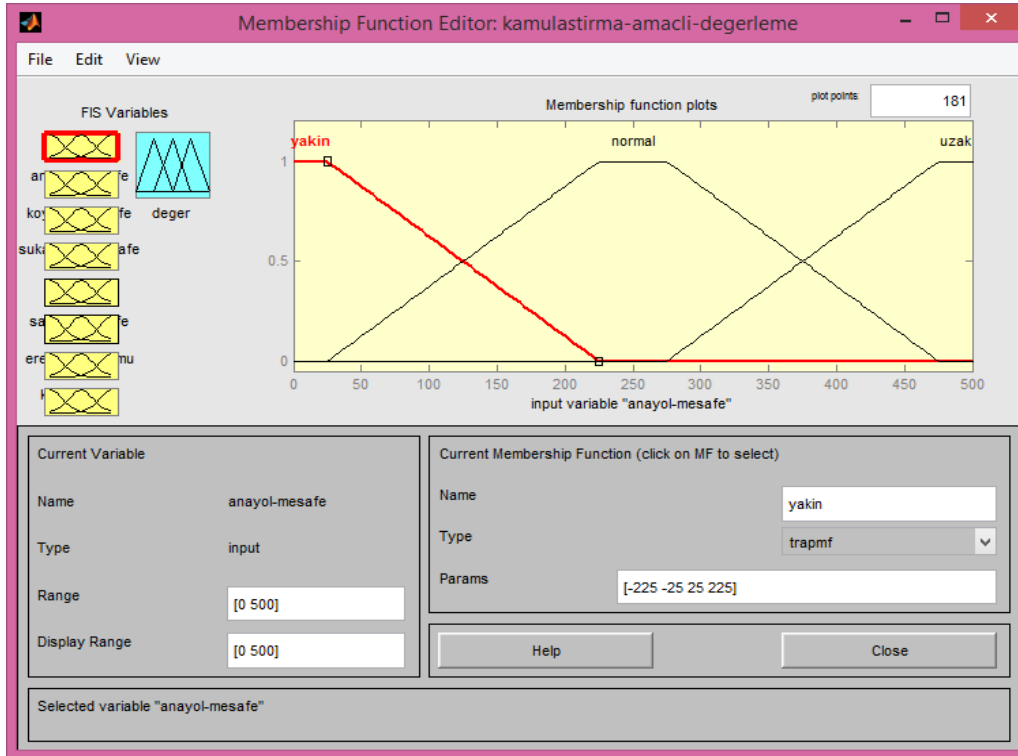 Membership Function Editor: kamulastirma-amacli-degerleme
File Edit View
FIS Variables
Membership function plots
plot points:
181
deger
yakin
normal
uzak
1
0.5
0
0 50 100 150 200 250 300 350 400 450 500
input variable "anayol-mesafe"
Current Variable
Name anayol-mesafe
Type input
Range [0 500]
Display Range [0 500]
Current Membership Function (click on MF to select)
Name yakin
Type trapmf
Params [-225 -25 25 225]
Help
Close
Selected variable "anayol-mesafe"